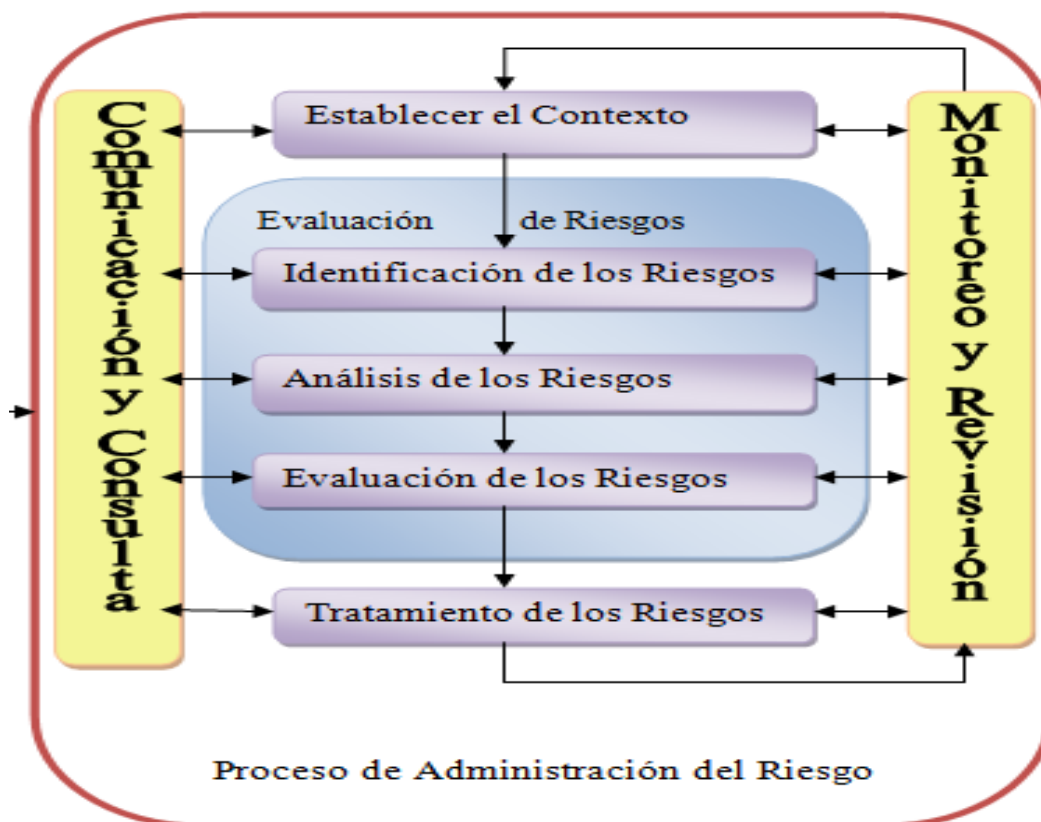 Comunicación y Consulta
Establecer el Contexto
Evaluación de Riesgos
Identificación de los Riesgos
Análisis de los Riesgos
Evaluación de los Riesgos
Tratamiento de los Riesgos
Monitoreo y Revisión
Proceso de Administración del Riesgo